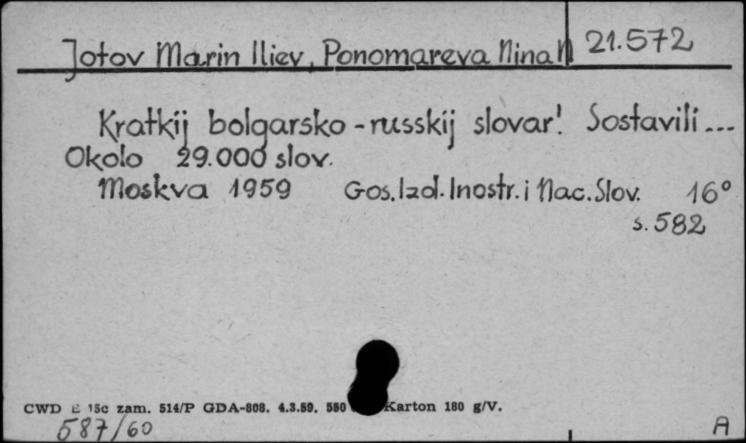 Jotov Marin Iliev, Ponomareva Nina N 21.572
Kratkij bolgarsko-russkij slovar'. Sostavili...
Okolo 29.000 slov.
Moskva 1959 Gos. Izd. Inostr. i Nac. Slov. 16°
s. 582
CWD E 15c zam. 514/P GDA-808. 4.3.59. 550 Karton 180 g/V.
587/60 A